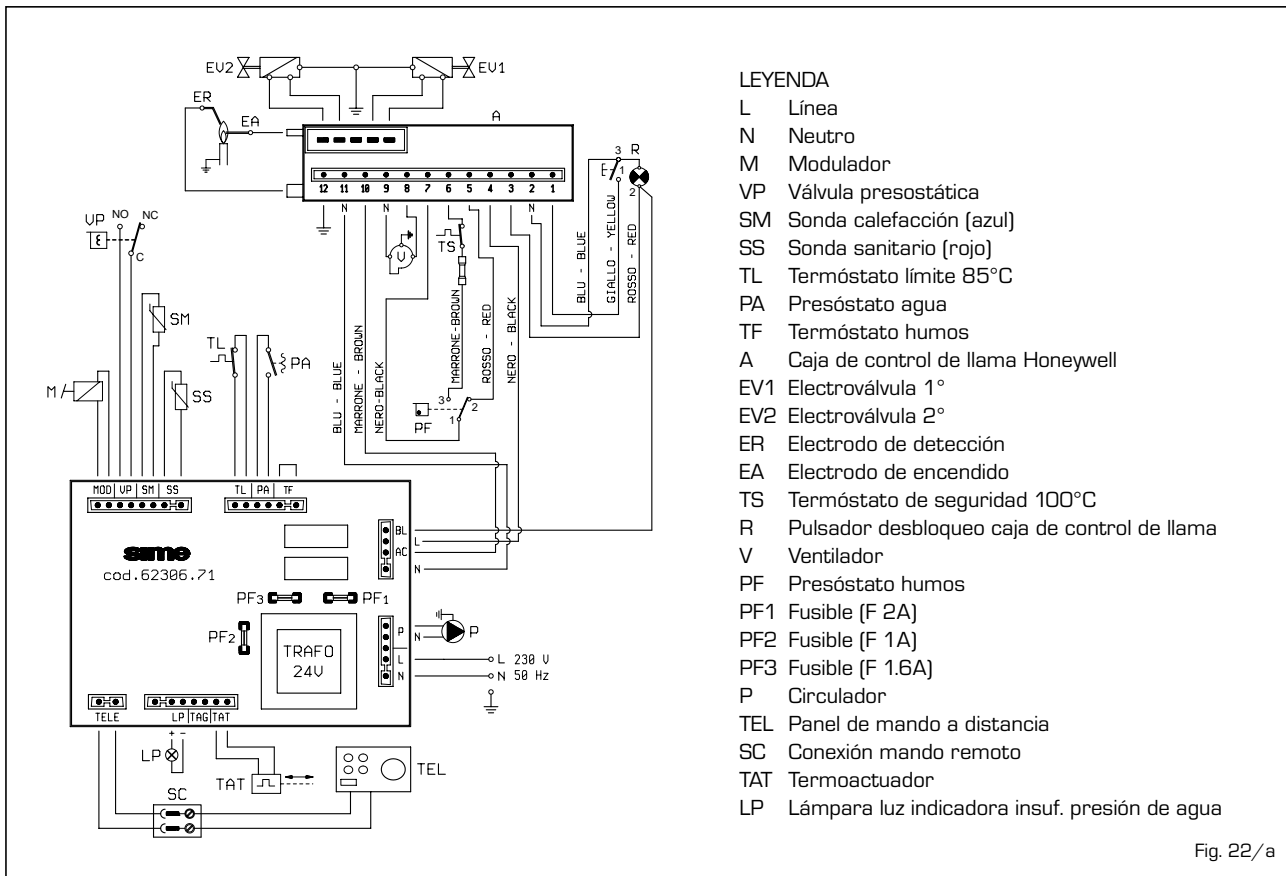 EV2
EV1
ER
EA
A
12 11 10 9 8 7 6 5 4 3 2 1
N N N
3 R
1
2
VP NO NC
C
V
TS
BLU - BLUE
GIALLO - YELLOW
ROSSO - RED
SM
TL
PA
M
SS
BLU - BLUE
MARRONE - BROWN
NERO-BLACK
MARRONE-BROWN
ROSSO - RED
NERO - BLACK
3
2
1
PF
MOD VP SM SS
TL PA TF
sime
cod.62306.71
BL
L
AC
N
PF3
PF1
PF2
TRAFO
24V
P
N
P
L
L 230 V
N
N 50 Hz
TELE
LP TAG TAT
+ -
LP
TAT
TEL
SC
LEYENDA
L Línea
N Neutro
M Modulador
VP Válvula presostática
SM Sonda calefacción (azul)
SS Sonda sanitario (rojo)
TL Termóstato límite 85°C
PA Presóstato agua
TF Termóstato humos
A Caja de control de llama Honeywell
EV1 Electroválvula 1°
EV2 Electroválvula 2°
ER Electrodo de detección
EA Electrodo de encendido
TS Termóstato de seguridad 100°C
R Pulsador desbloqueo caja de control de llama
V Ventilador
PF Presóstato humos
PF1 Fusible (F 2A)
PF2 Fusible (F 1A)
PF3 Fusible (F 1.6A)
P Circulador
TEL Panel de mando a distancia
SC Conexión mando remoto
TAT Termoactuador
LP Lámpara luz indicadora insuf. presión de agua
Fig. 22/a